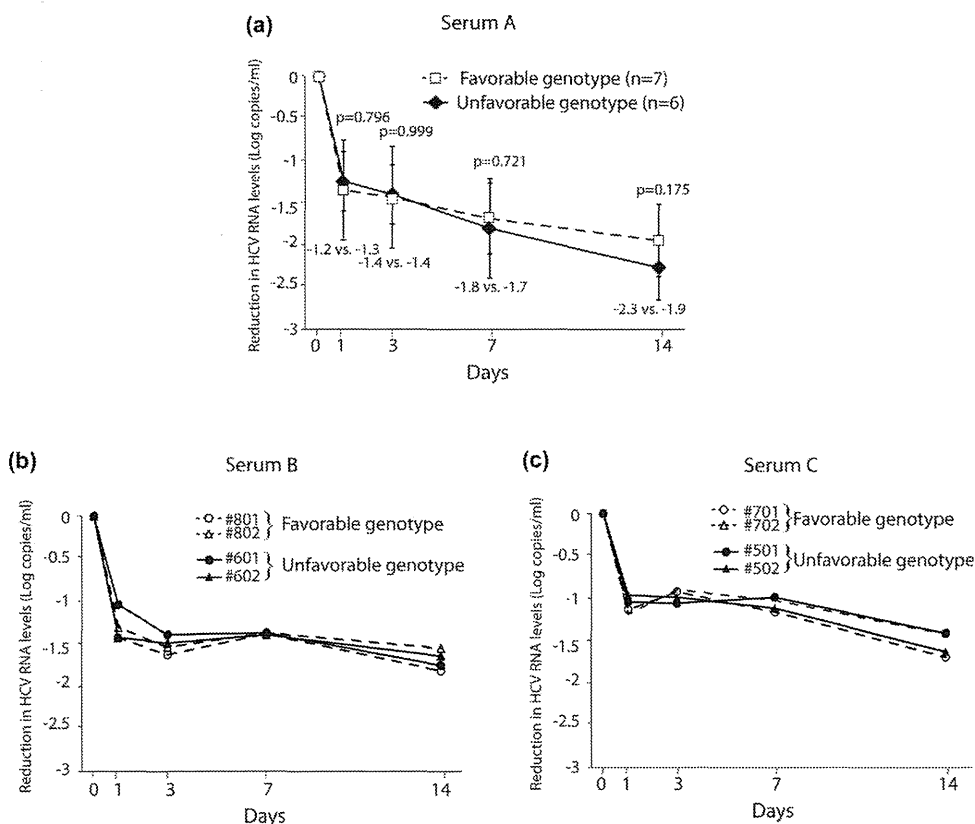 (a)
Serum A
Reduction in HCV RNA levels (Log copies/ml)
0
-0.5
-1
-1.5
-2
-2.5
-3
Favorable genotype (n=7)
Unfavorable genotype (n=6)
p=0.796
p=0.999
p=0.721
p=0.175
-1.2 vs. -1.3
-1.4 vs. -1.4
-1.8 vs. -1.7
-2.3 vs. -1.9
0 1 3 7 14
Days
(b)
Serum B
Reduction in HCV RNA levels (Log copies/ml)
0
-0.5
-1
-1.5
-2
-2.5
-3
#801
#802
Favorable genotype
#601
#602
Unfavorable genotype
0 1 3 7 14
Days
(c)
Serum C
Reduction in HCV RNA levels (Log copies/ml)
0
-0.5
-1
-1.5
-2
-2.5
-3
#701
#702
Favorable genotype
#501
#502
Unfavorable genotype
0 1 3 7 14
Days